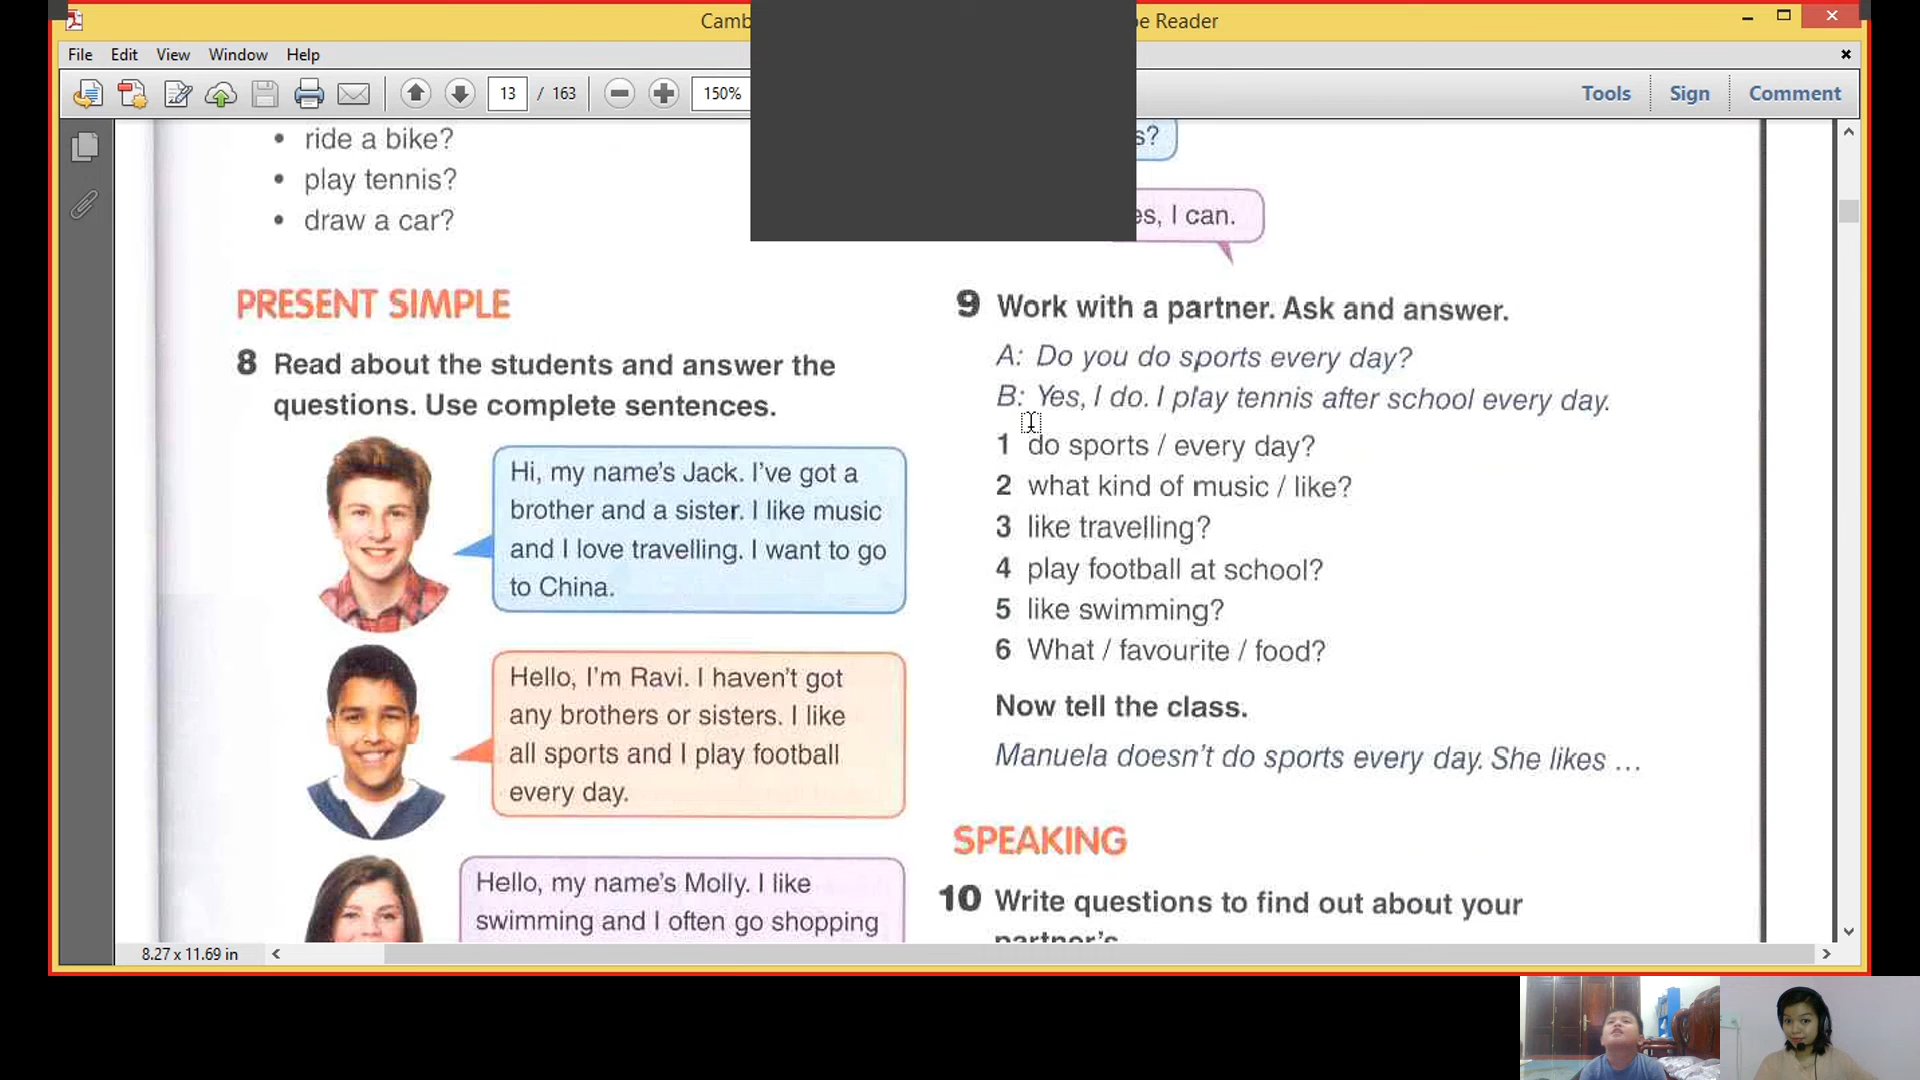 Camb
be Reader
File Edit View Window Help
13 / 163
150%
Tools Sign Comment
• ride a bike?
• play tennis?
• draw a car?
s?
es, I can.
PRESENT SIMPLE
8 Read about the students and answer the
questions. Use complete sentences.
Hi, my name's Jack. I've got a
brother and a sister. I like music
and I love travelling. I want to go
to China.
Hello, I'm Ravi. I haven't got
any brothers or sisters. I like
all sports and I play football
every day.
Hello, my name's Molly. I like
swimming and I often go shopping
9 Work with a partner. Ask and answer.
A: Do you do sports every day?
B: Yes, I do. I play tennis after school every day.
1 do sports / every day?
2 what kind of music / like?
3 like travelling?
4 play football at school?
5 like swimming?
6 What / favourite / food?
Now tell the class.
Manuela doesn't do sports every day. She likes ...
SPEAKING
10 Write questions to find out about your
partner's
8.27 x 11.69 in